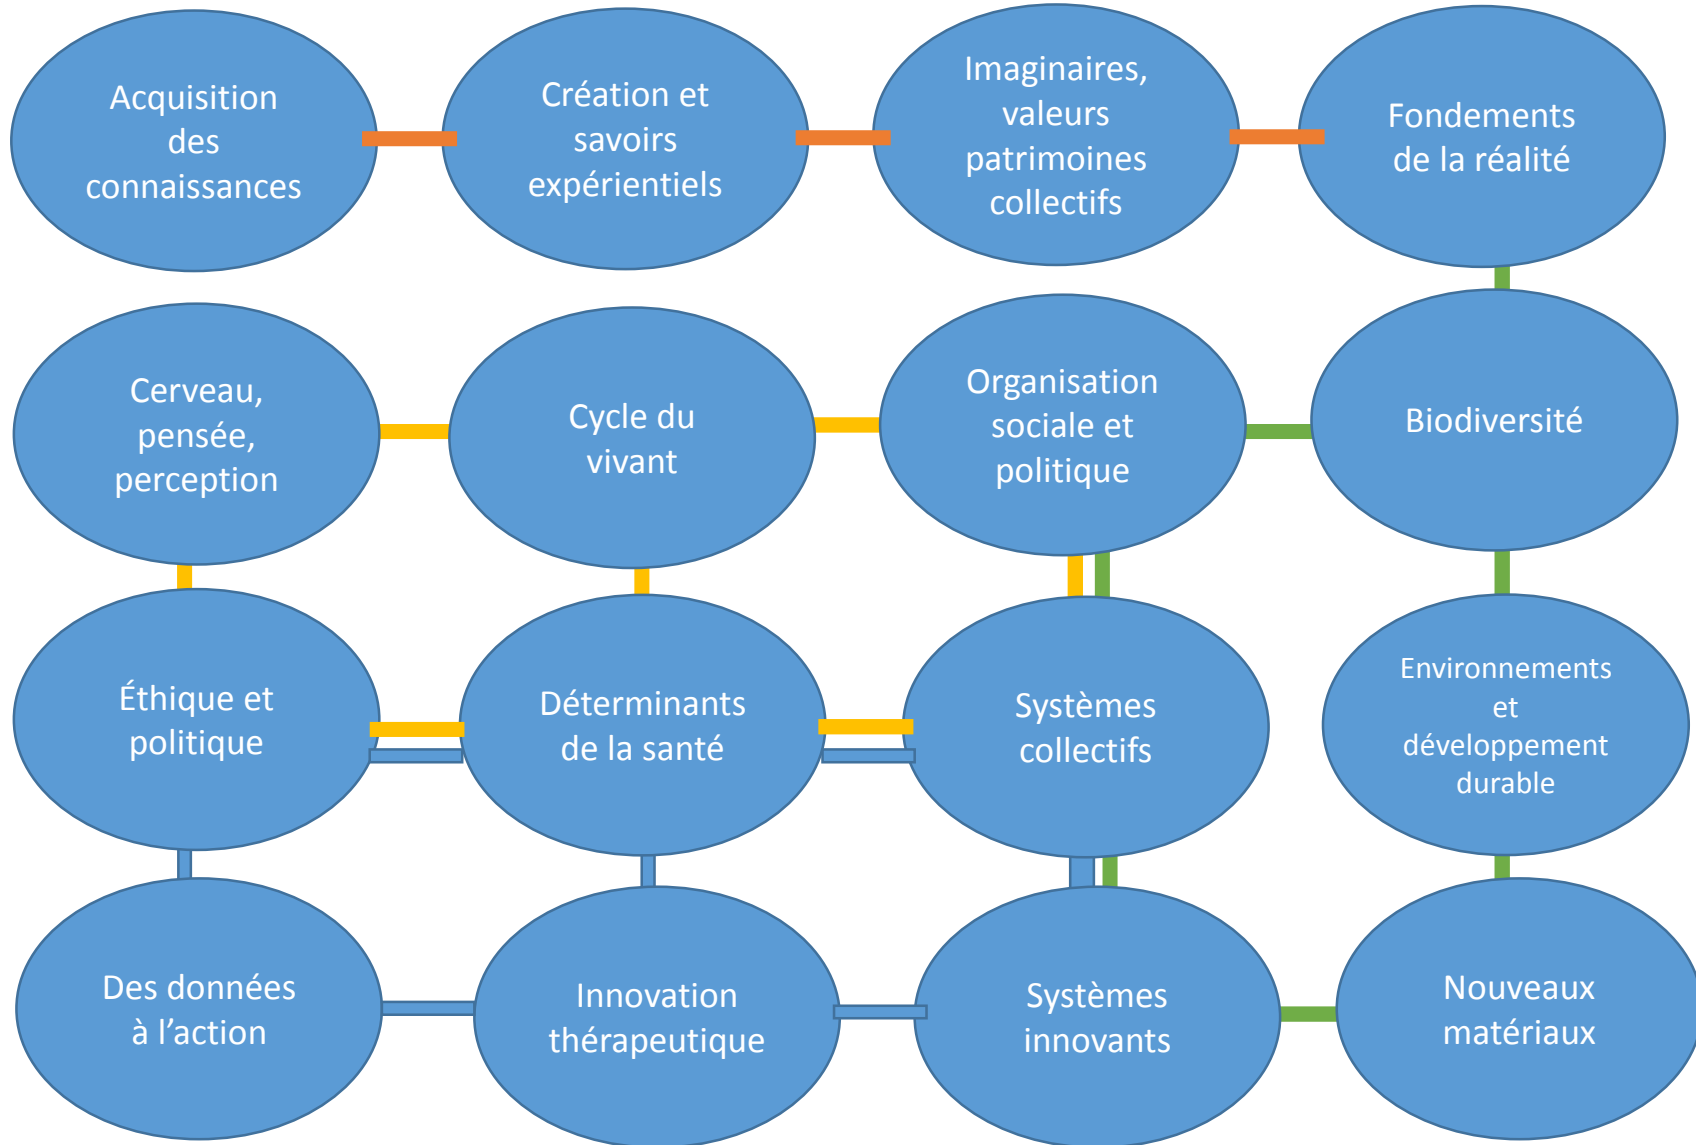 Acquisition
des
connaissances
Création et
savoirs
expérientiels
Imaginaires,
valeurs
patrimoines
collectifs
Fondements
de la réalité
Cerveau,
pensée,
perception
Cycle du
vivant
Organisation
sociale et
politique
Biodiversité
Éthique et
politique
Déterminants
de la santé
Systèmes
collectifs
Environnements
et
développement
durable
Des données
à l’action
Innovation
thérapeutique
Systèmes
innovants
Nouveaux
matériaux